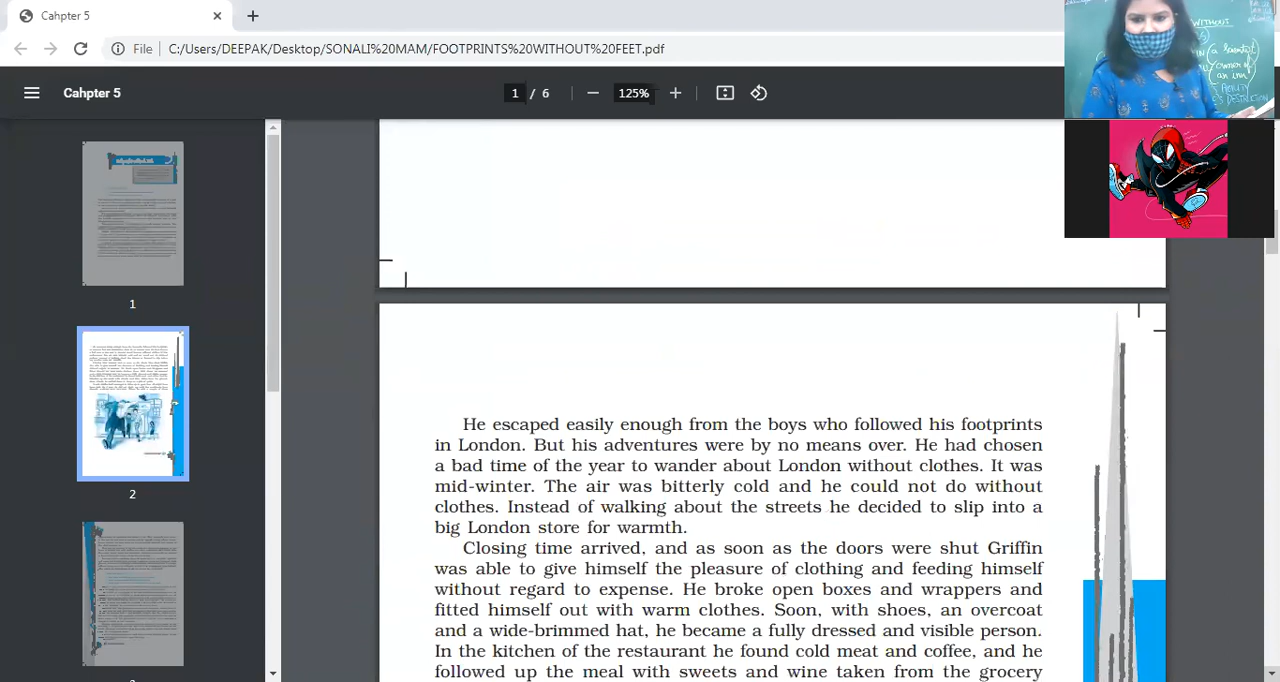 Cahpter 5
File
C:/Users/DEEPAK/Desktop/SONALI%20MAM/FOOTPRINTS%20WITHOUT%20FEET.pdf
Cahpter 5
1 / 6
125%
WITHOUT
(a Scientist
owner of
an inn
1
2
He escaped easily enough from the boys who followed his footprints
in London. But his adventures were by no means over. He had chosen
a bad time of the year to wander about London without clothes. It was
mid-winter. The air was bitterly cold and he could not do without
clothes. Instead of walking about the streets he decided to slip into a
big London store for warmth.
Closing time arrived, and as soon as the doors were shut Griffin
was able to give himself the pleasure of clothing and feeding himself
without regard to expense. He broke open boxes and wrappers and
fitted himself out with warm clothes. Soon, with shoes, an overcoat
and a wide-brimmed hat, he became a fully dressed and visible person.
In the kitchen of the restaurant he found cold meat and coffee, and he
followed up the meal with sweets and wine taken from the grocery